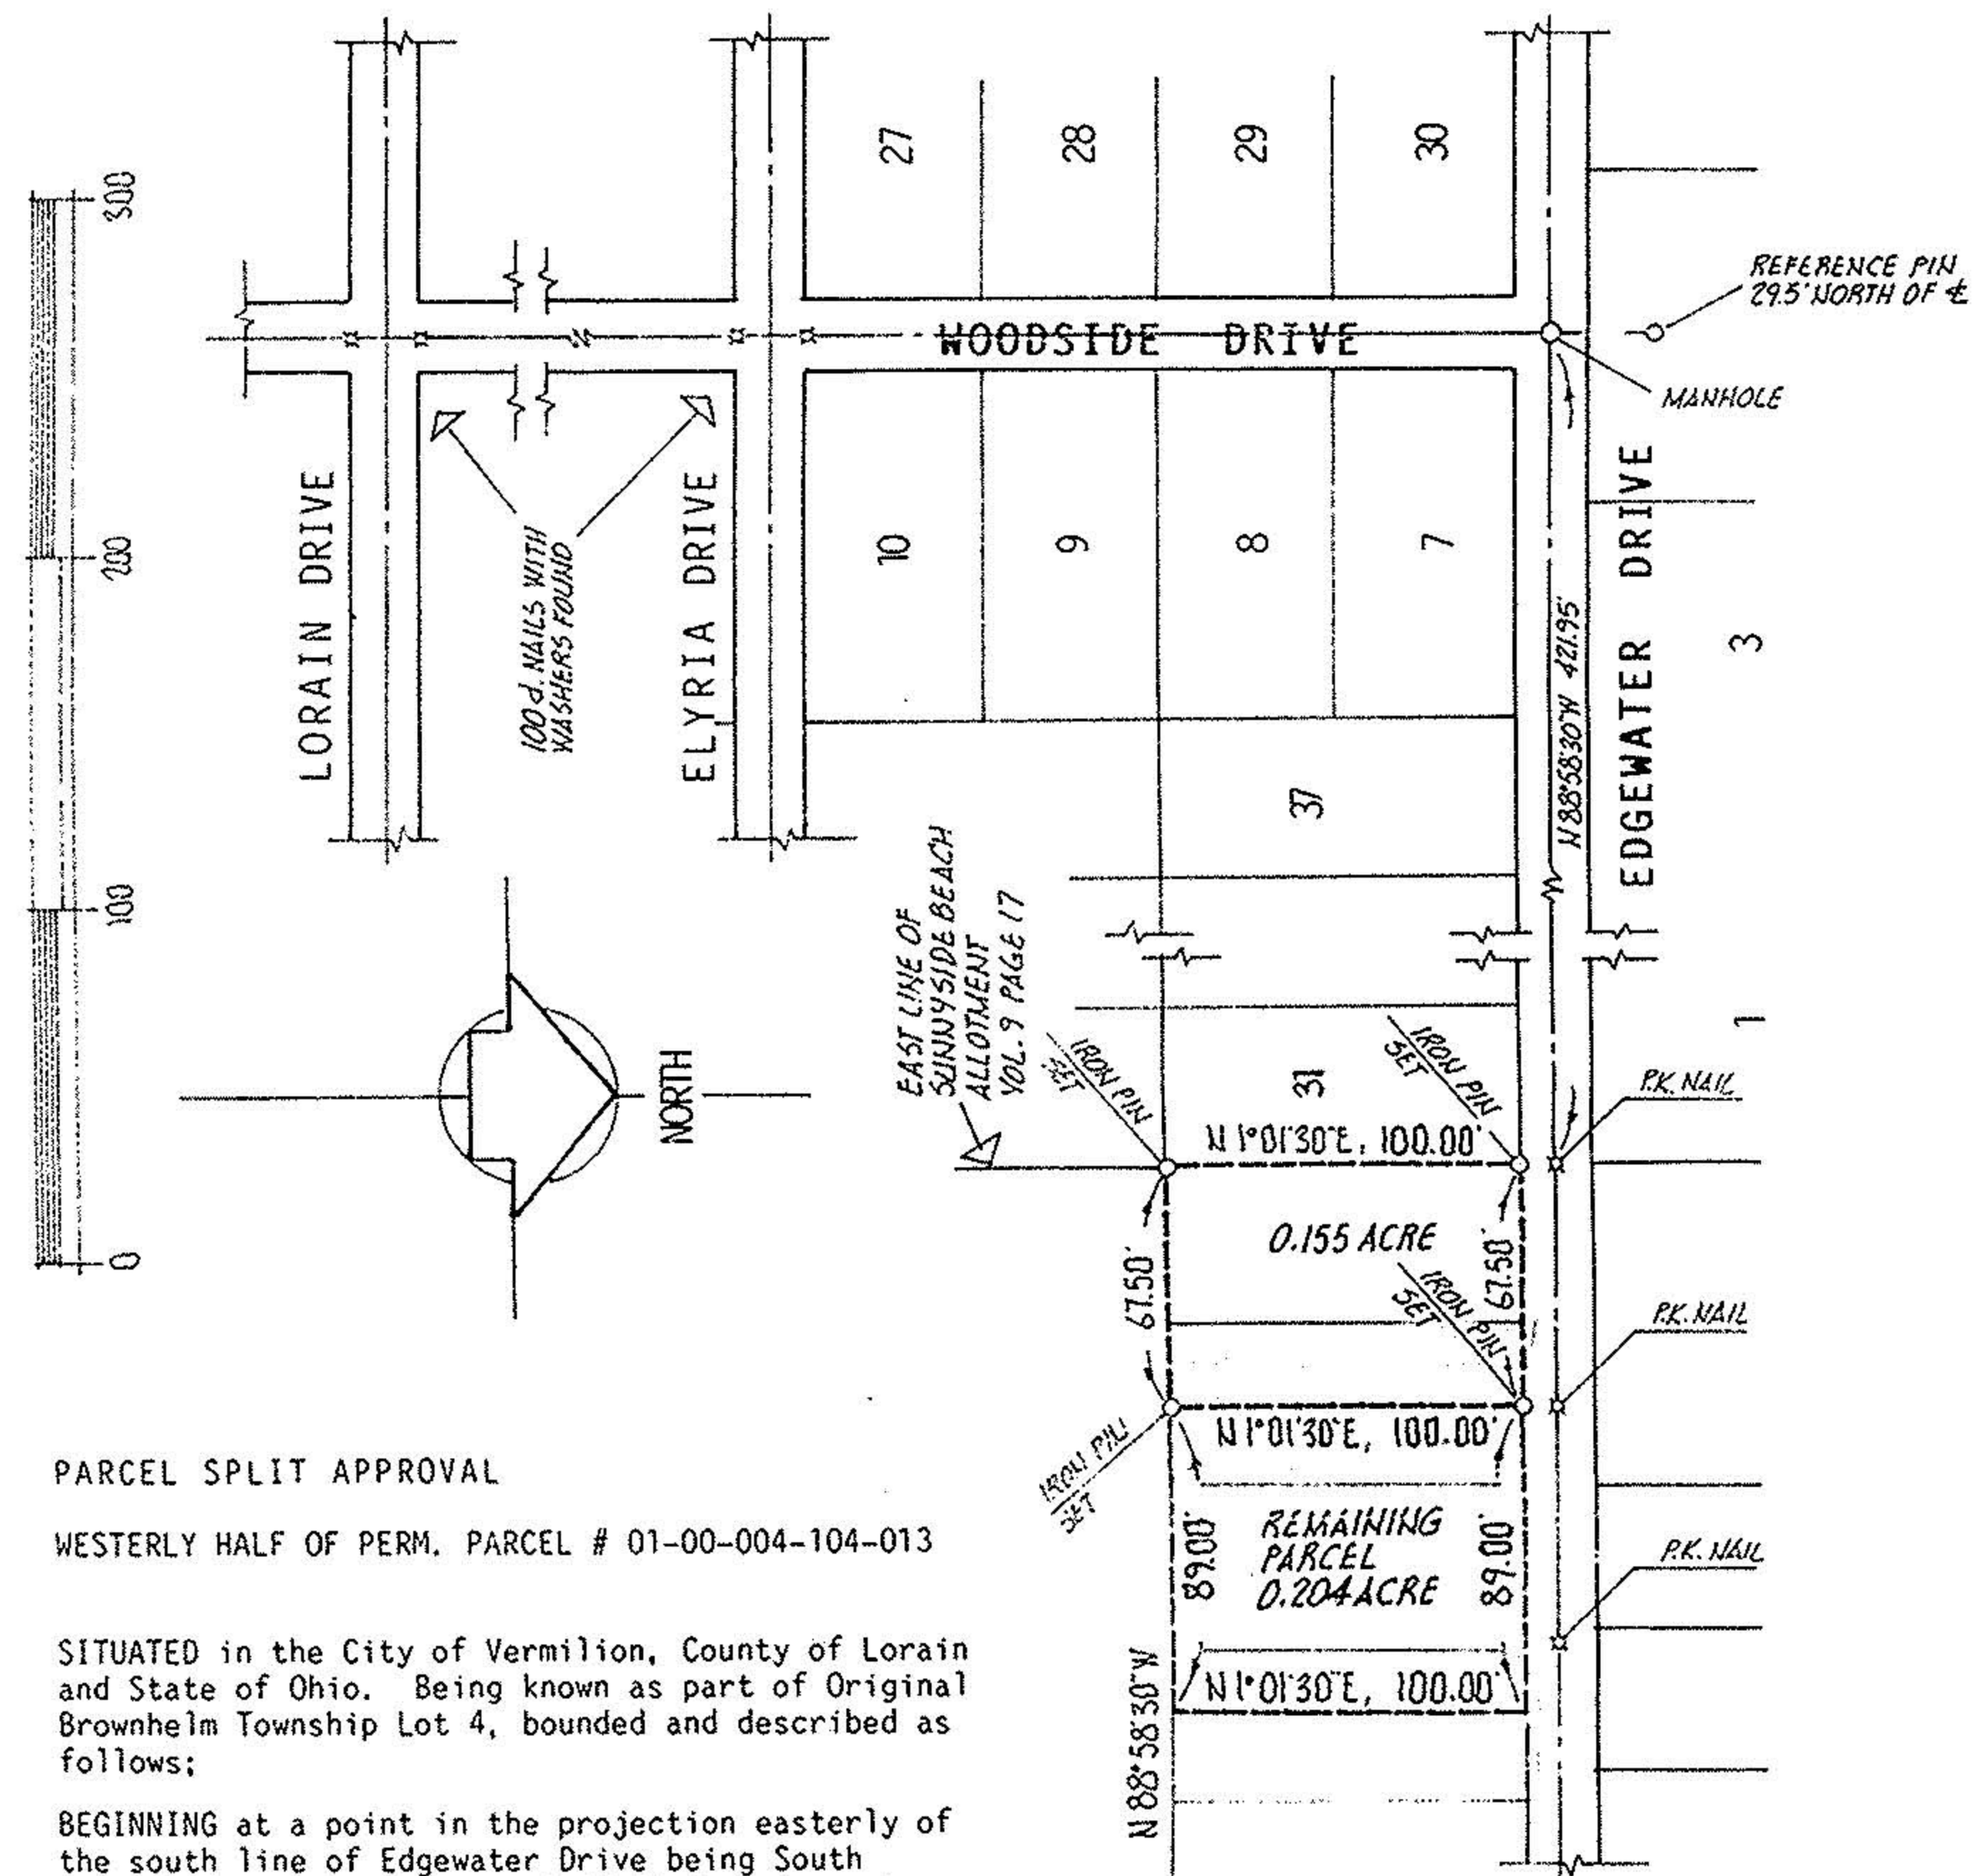 300
200
100
0
LORAIN DRIVE
ELYRIA DRIVE
100 d. NAILS WITH
WASHERS FOUND
27
28
29
30
WOODSIDE DRIVE
REFERENCE PIN
29.5' NORTH OF ℄
MANHOLE
10
9
8
7
37
N 88°58'30"W 421.95'
EDGEWATER DRIVE
3
1
NORTH
EAST LINE OF
SUNNYSIDE BEACH
ALLOTMENT
VOL. 9 PAGE 17
IRON PIN
SET
IRON PIN
SET
31
P.K. NAIL
N 1°01'30"E, 100.00'
0.155 ACRE
67.50'
67.50'
IRON PIN
SET
P.K. NAIL
N 1°01'30"E, 100.00'
IRON PIN
SET
REMAINING
PARCEL
0.204 ACRE
89.00'
89.00'
P.K. NAIL
N 1°01'30"E, 100.00'
N 88°58'30"W
PARCEL SPLIT APPROVAL
WESTERLY HALF OF PERM. PARCEL # 01-00-004-104-013
SITUATED in the City of Vermilion, County of Lorain
and State of Ohio. Being known as part of Original
Brownhelm Township Lot 4, bounded and described as
follows;
BEGINNING at a point in the projection easterly of
the south line of Edgewater Drive being South